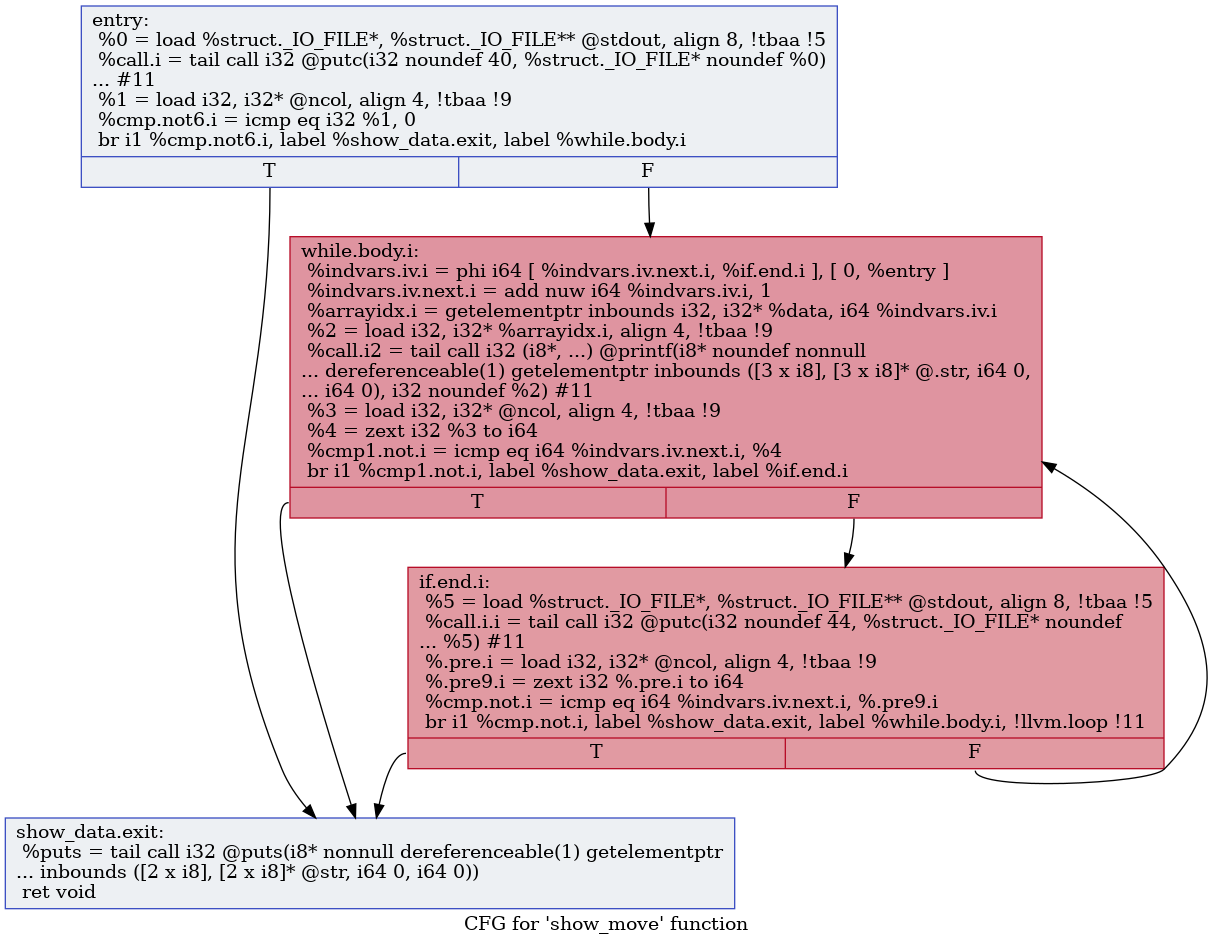 entry:
%0 = load %struct._IO_FILE*, %struct._IO_FILE** @stdout, align 8, !tbaa !5
%call.i = tail call i32 @putc(i32 noundef 40, %struct._IO_FILE* noundef %0)
... #11
%1 = load i32, i32* @ncol, align 4, !tbaa !9
%cmp.not6.i = icmp eq i32 %1, 0
br i1 %cmp.not6.i, label %show_data.exit, label %while.body.i
T F
while.body.i:
%indvars.iv.i = phi i64 [ %indvars.iv.next.i, %if.end.i ], [ 0, %entry ]
%indvars.iv.next.i = add nuw i64 %indvars.iv.i, 1
%arrayidx.i = getelementptr inbounds i32, i32* %data, i64 %indvars.iv.i
%2 = load i32, i32* %arrayidx.i, align 4, !tbaa !9
%call.i2 = tail call i32 (i8*, ...) @printf(i8* noundef nonnull
... dereferenceable(1) getelementptr inbounds ([3 x i8], [3 x i8]* @.str, i64 0,
... i64 0), i32 noundef %2) #11
%3 = load i32, i32* @ncol, align 4, !tbaa !9
%4 = zext i32 %3 to i64
%cmp1.not.i = icmp eq i64 %indvars.iv.next.i, %4
br i1 %cmp1.not.i, label %show_data.exit, label %if.end.i
T F
if.end.i:
%5 = load %struct._IO_FILE*, %struct._IO_FILE** @stdout, align 8, !tbaa !5
%call.i.i = tail call i32 @putc(i32 noundef 44, %struct._IO_FILE* noundef
... %5) #11
%.pre.i = load i32, i32* @ncol, align 4, !tbaa !9
%.pre9.i = zext i32 %.pre.i to i64
%cmp.not.i = icmp eq i64 %indvars.iv.next.i, %.pre9.i
br i1 %cmp.not.i, label %show_data.exit, label %while.body.i, !llvm.loop !11
T F
show_data.exit:
%puts = tail call i32 @puts(i8* nonnull dereferenceable(1) getelementptr
... inbounds ([2 x i8], [2 x i8]* @str, i64 0, i64 0))
ret void
CFG for 'show_move' function